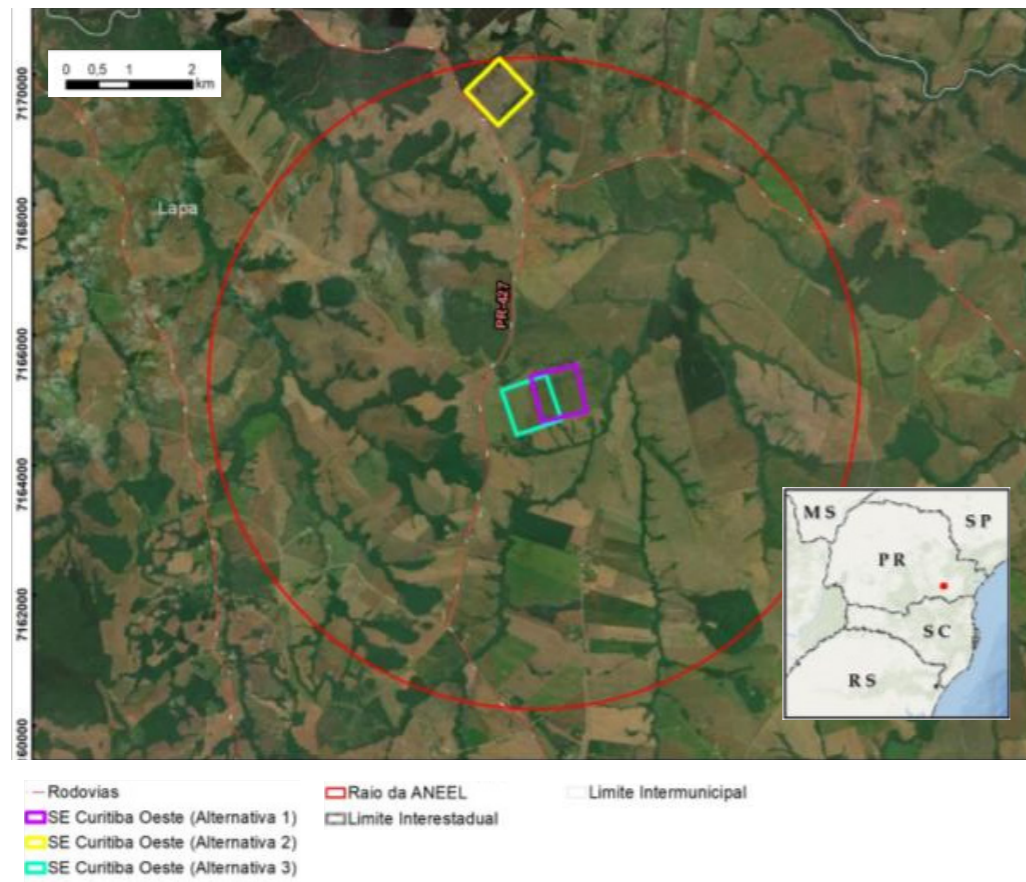 0 0,5 1 2
km
7170000
Lapa
7168000
PR-427
7166000
7164000
7162000
160000
MS
SP
PR
SC
RS
Rodovias
Raio da ANEEL
Limite Intermunicipal
SE Curitiba Oeste (Alternativa 1)
Limite Interestadual
SE Curitiba Oeste (Alternativa 2)
SE Curitiba Oeste (Alternativa 3)